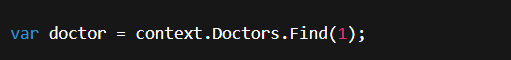 var doctor = context.Doctors.Find(1);